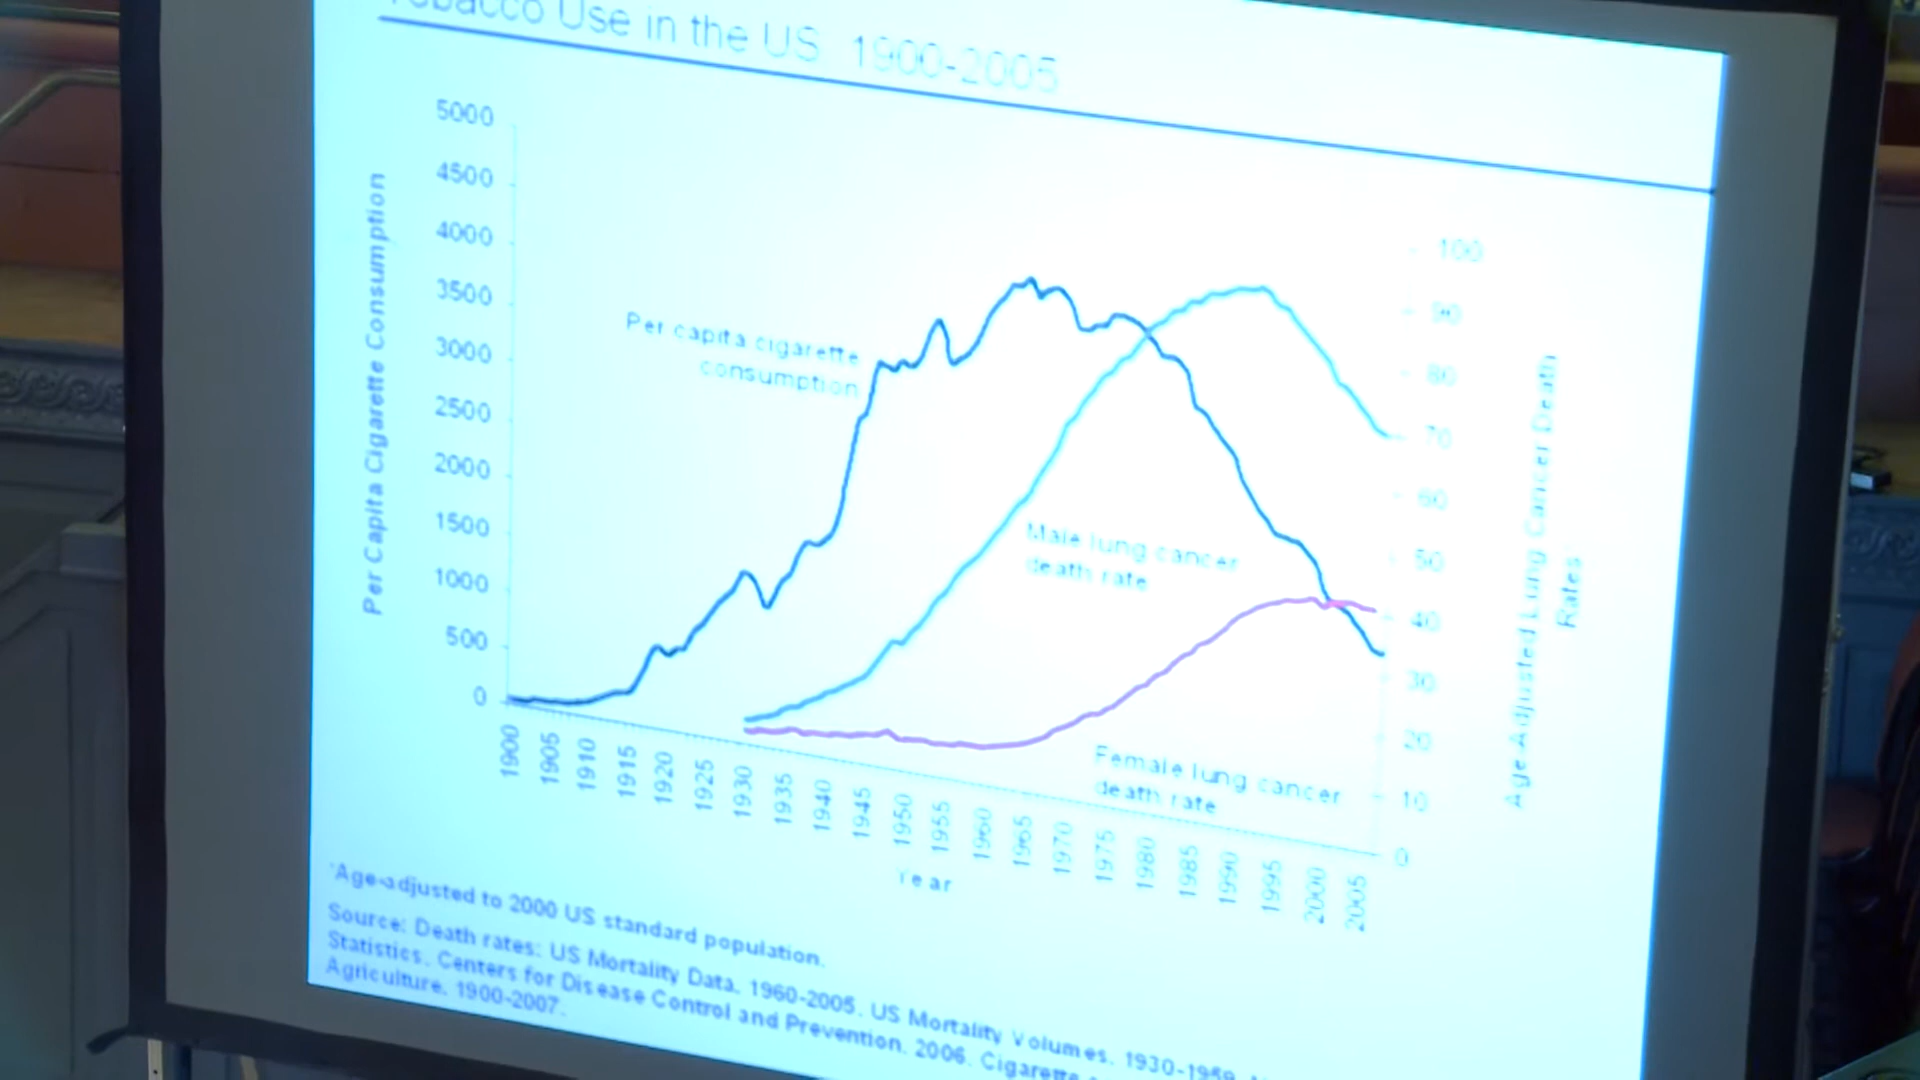 Tobacco Use in the US 1900-2005
5000
4500
4000
3500
3000
2500
2000
1500
1000
500
0
Per Capita Cigarette Consumption
Per capita cigarette
consumption
Male lung cancer
death rate
Female lung cancer
death rate
100
90
80
70
60
50
40
30
20
10
0
Age-Adjusted Lung Cancer Death
Rates
1900
1905
1910
1915
1920
1925
1930
1935
1940
1945
1950
1955
1960
1965
1970
1975
1980
1985
1990
1995
2000
2005
Year
*Age-adjusted to 2000 US standard population.
Source: Death rates: US Mortality Data, 1960-2005, US Mortality Volumes, 1930-1959,
Statistics, Centers for Disease Control and Prevention, 2006. Cigarette
Agriculture, 1900-2007.